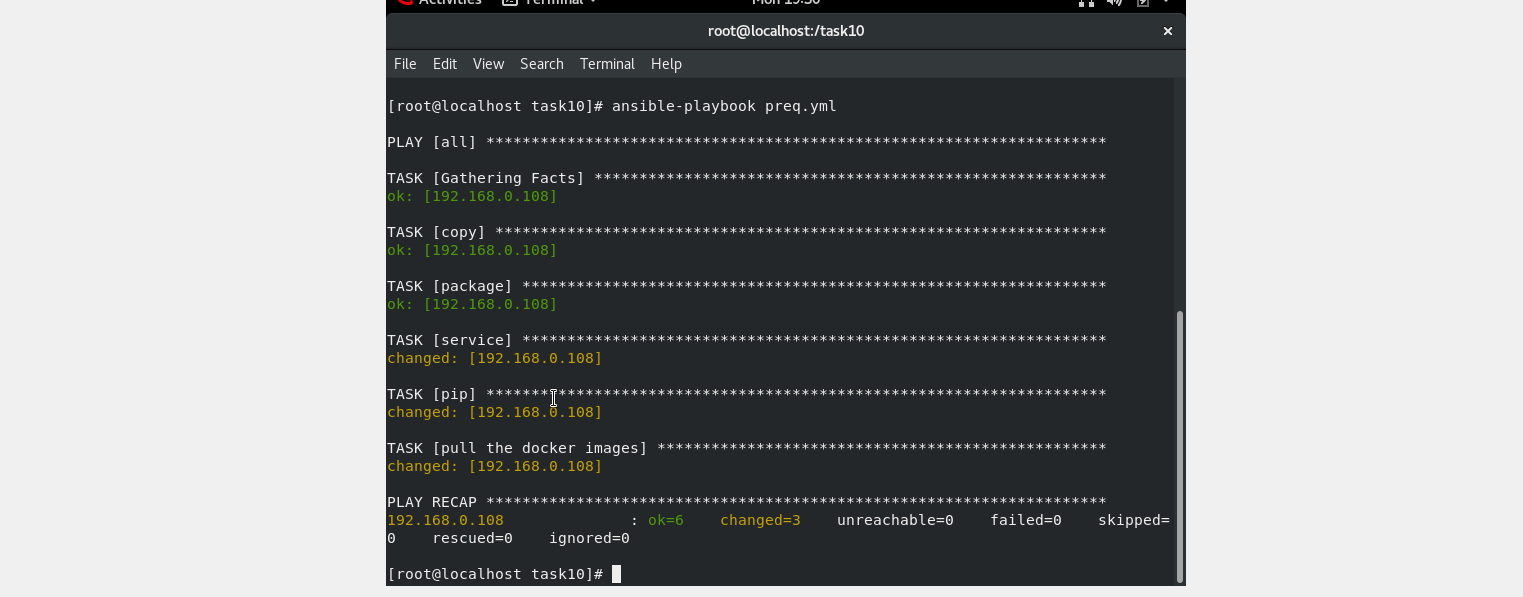 Activities Terminal Mon 19:30
root@localhost:/task10 ×
File Edit View Search Terminal Help
[root@localhost task10]# ansible-playbook preq.yml
PLAY [all] *********************************************************************
TASK [Gathering Facts] *********************************************************
ok: [192.168.0.108]
TASK [copy] ********************************************************************
ok: [192.168.0.108]
TASK [package] *****************************************************************
ok: [192.168.0.108]
TASK [service] *****************************************************************
changed: [192.168.0.108]
TASK [pip] *********************************************************************
changed: [192.168.0.108]
TASK [pull the docker images] **************************************************
changed: [192.168.0.108]
PLAY RECAP *********************************************************************
192.168.0.108              : ok=6    changed=3    unreachable=0    failed=0    skipped=
0    rescued=0    ignored=0
[root@localhost task10]#